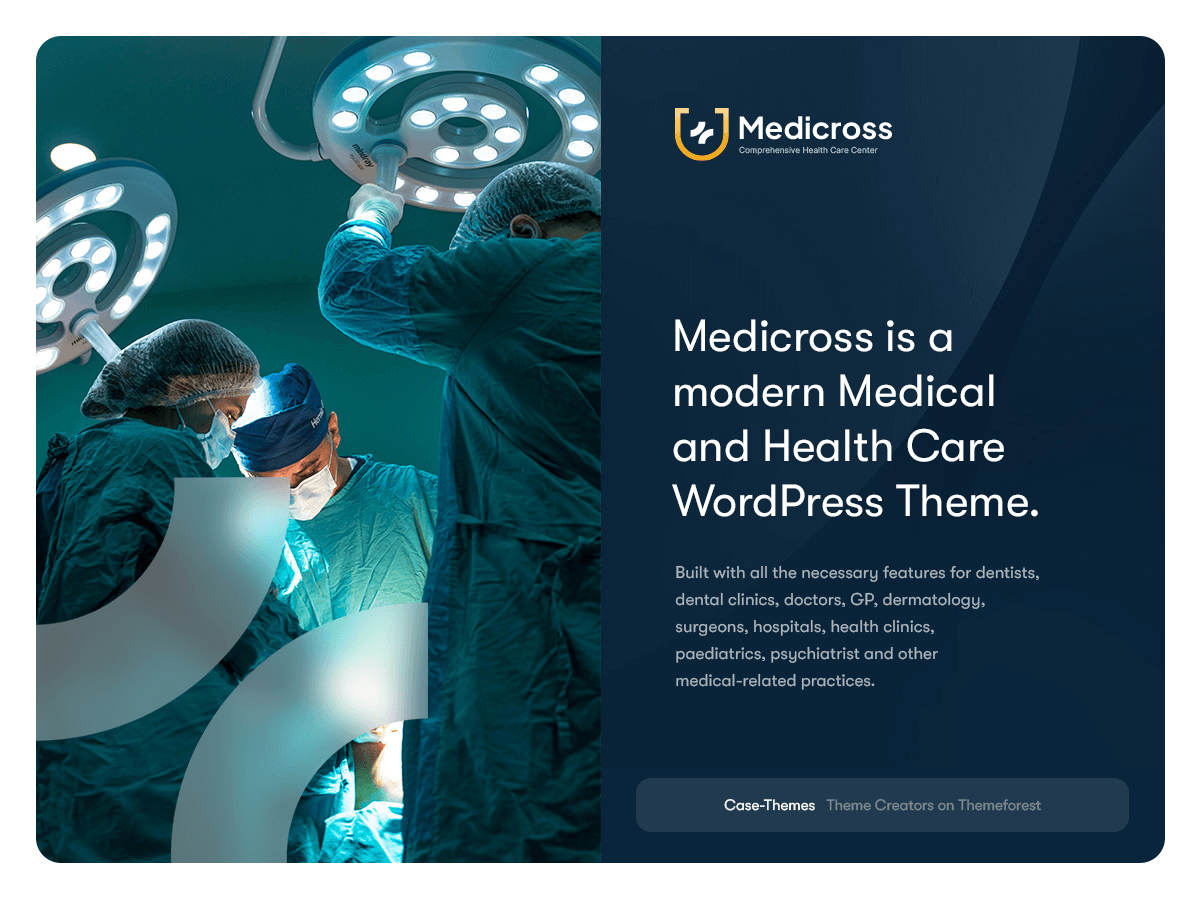 mindray
Medicross
Comprehensive Health Care Center
Medicross is a
modern Medical
and Health Care
WordPress Theme.
Built with all the necessary features for dentists,
dental clinics, doctors, GP, dermatology,
surgeons, hospitals, health clinics,
paediatrics, psychiatrist and other
medical-related practices.
Case-Themes Theme Creators on Themeforest